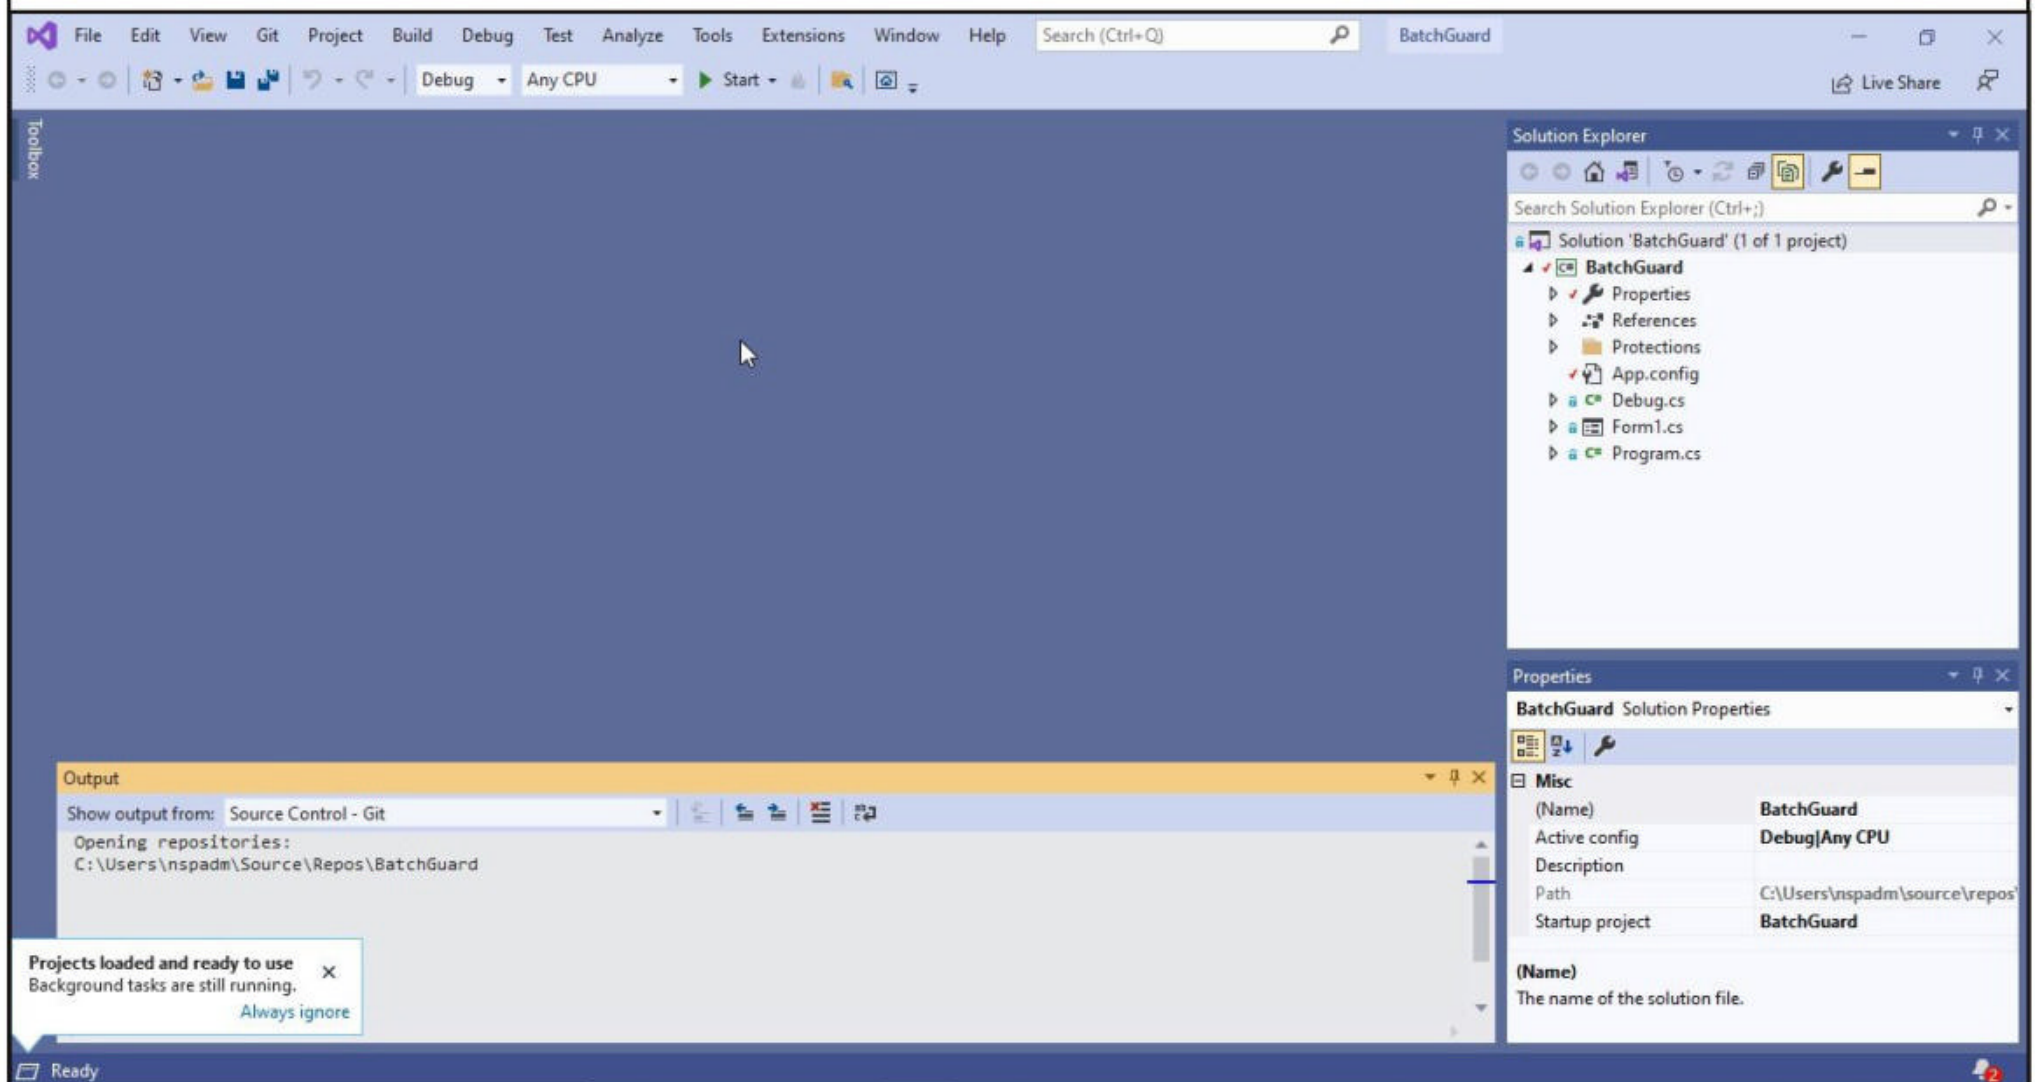 File Edit View Git Project Build Debug Test Analyze Tools Extensions Window Help Search (Ctrl+Q) BatchGuard
Debug Any CPU Start Live Share
Toolbox
Solution Explorer
Search Solution Explorer (Ctrl+;)
Solution 'BatchGuard' (1 of 1 project)
C# BatchGuard
Properties
References
Protections
App.config
C# Debug.cs
Form1.cs
C# Program.cs
Output
Show output from: Source Control - Git
Opening repositories:
C:\Users\nspadm\Source\Repos\BatchGuard
Projects loaded and ready to use
Background tasks are still running.
Always ignore
Properties
BatchGuard Solution Properties
Misc
(Name) BatchGuard
Active config Debug|Any CPU
Description
Path C:\Users\nspadm\source\repos\
Startup project BatchGuard
(Name)
The name of the solution file.
Ready 2